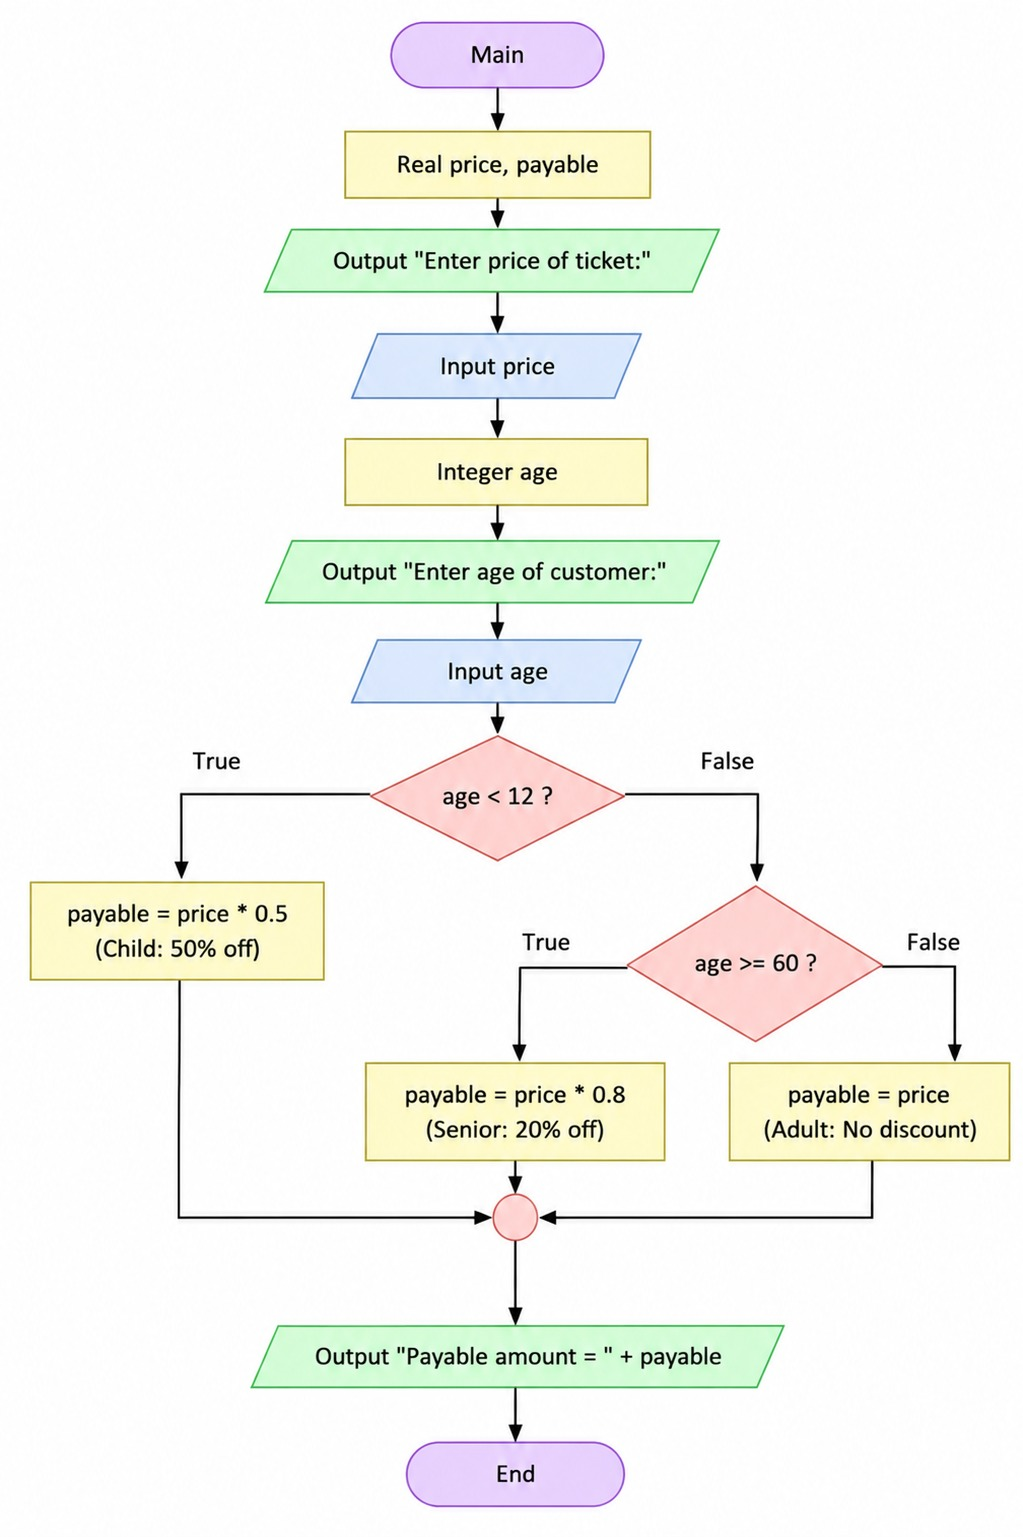 Main
Real price, payable
Output "Enter price of ticket:"
Input price
Integer age
Output "Enter age of customer:"
Input age
True
False
age < 12 ?
payable = price * 0.5
(Child: 50% off)
True
False
age >= 60 ?
payable = price * 0.8
(Senior: 20% off)
payable = price
(Adult: No discount)
Output "Payable amount = " + payable
End